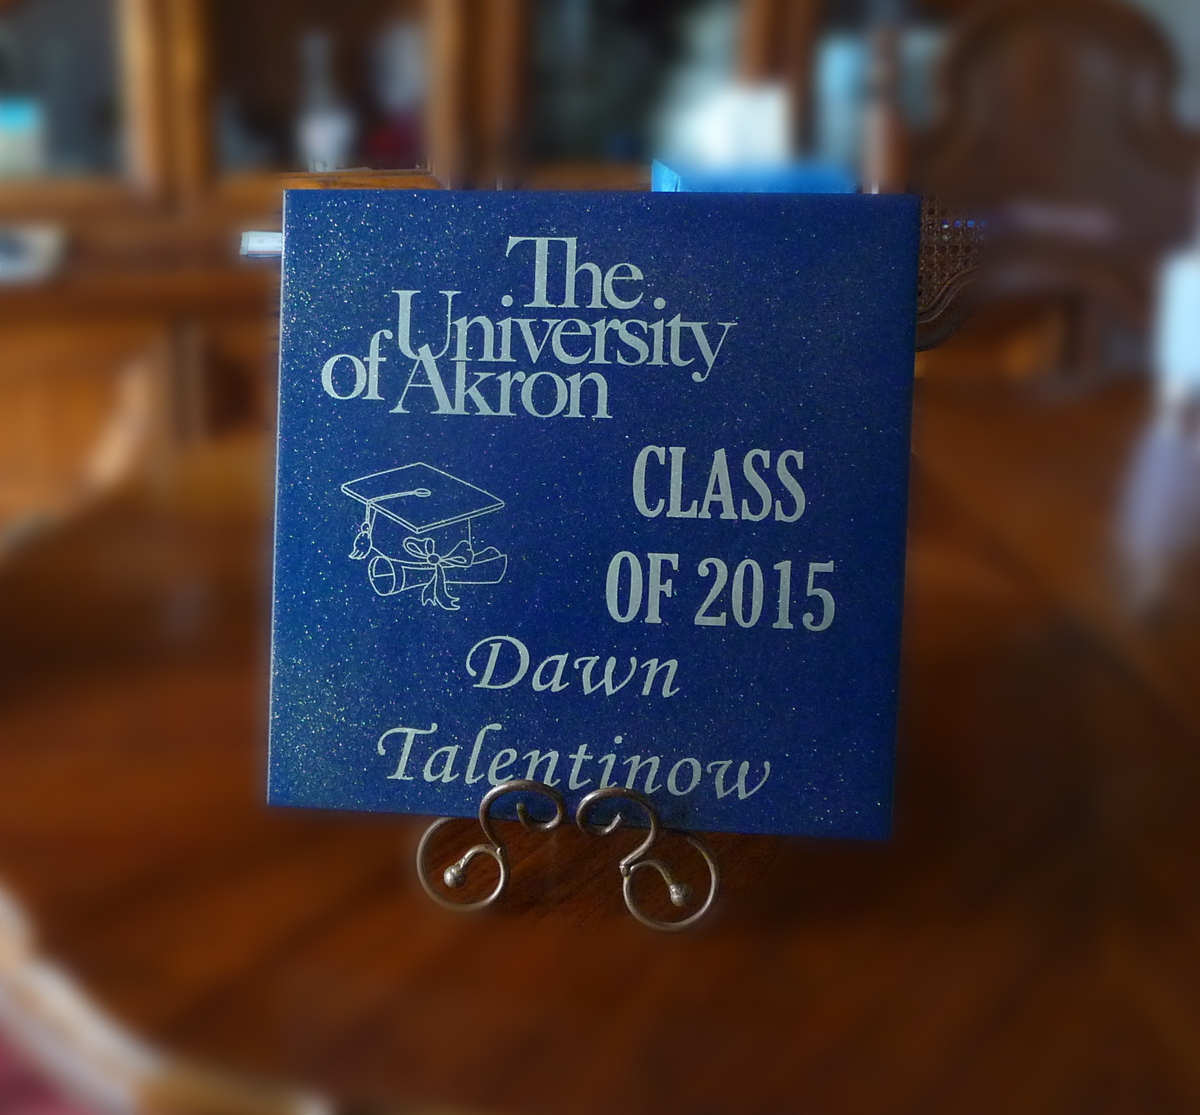 The
University
of Akron
CLASS
OF 2015
Dawn
Talentinow